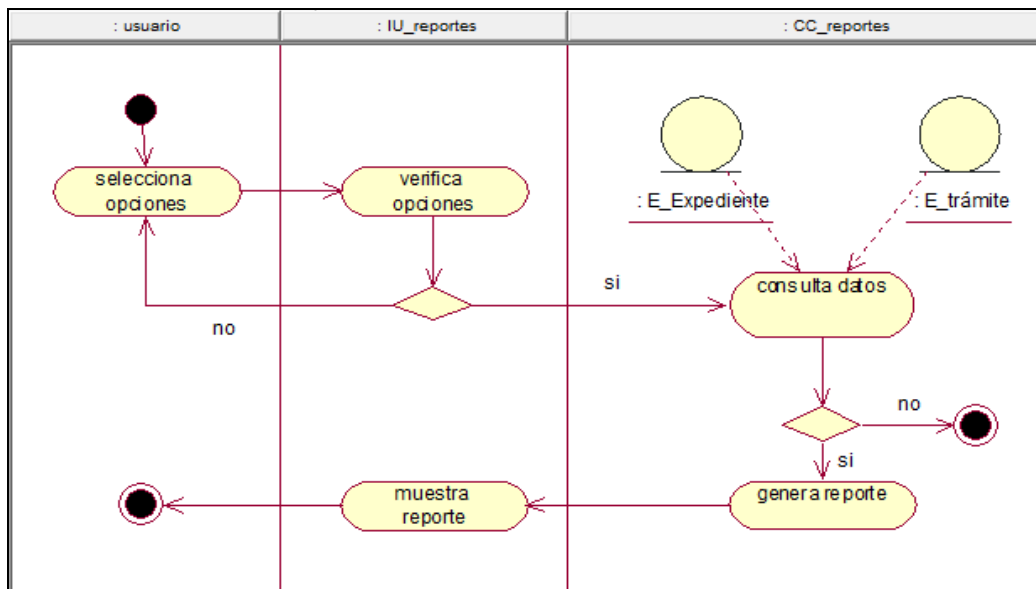 : usuario
: IU_reportes
: CC_reportes
selecciona
opciones
verifica
opciones
: E_Expediente
: E_trámite
si
consulta datos
no
no
si
muestra
reporte
genera reporte